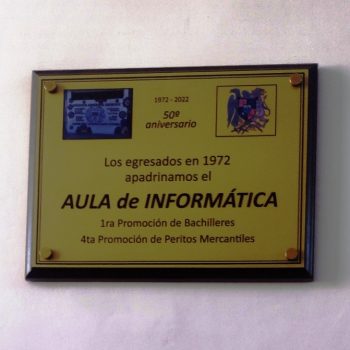 1972 - 2022
50º
aniversario
Los egresados en 1972
apadrinamos el
AULA de INFORMÁTICA
1ra Promoción de Bachilleres
4ta Promoción de Peritos Mercantiles